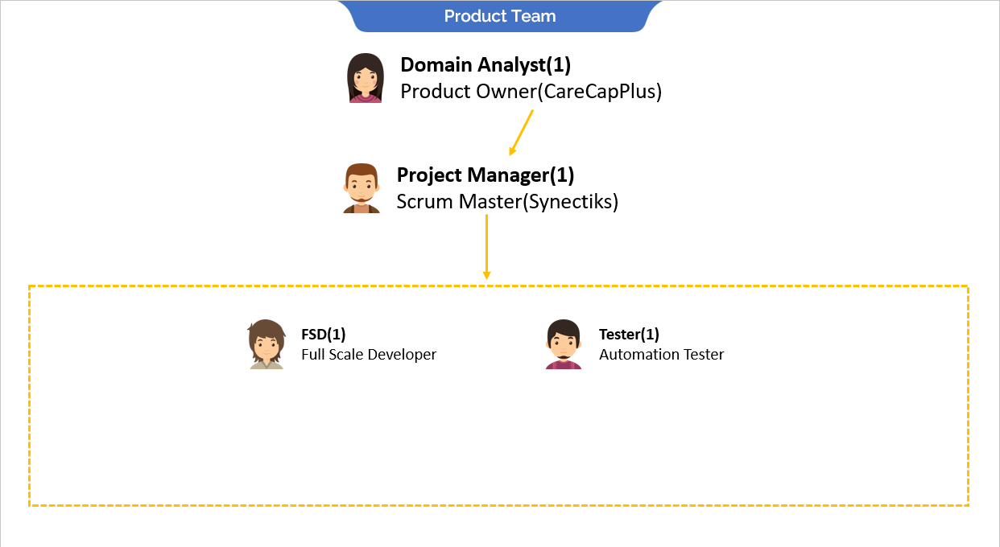 Product Team
Domain Analyst(1)
Product Owner(CareCapPlus)
Project Manager(1)
Scrum Master(Synectiks)
FSD(1)
Full Scale Developer
Tester(1)
Automation Tester